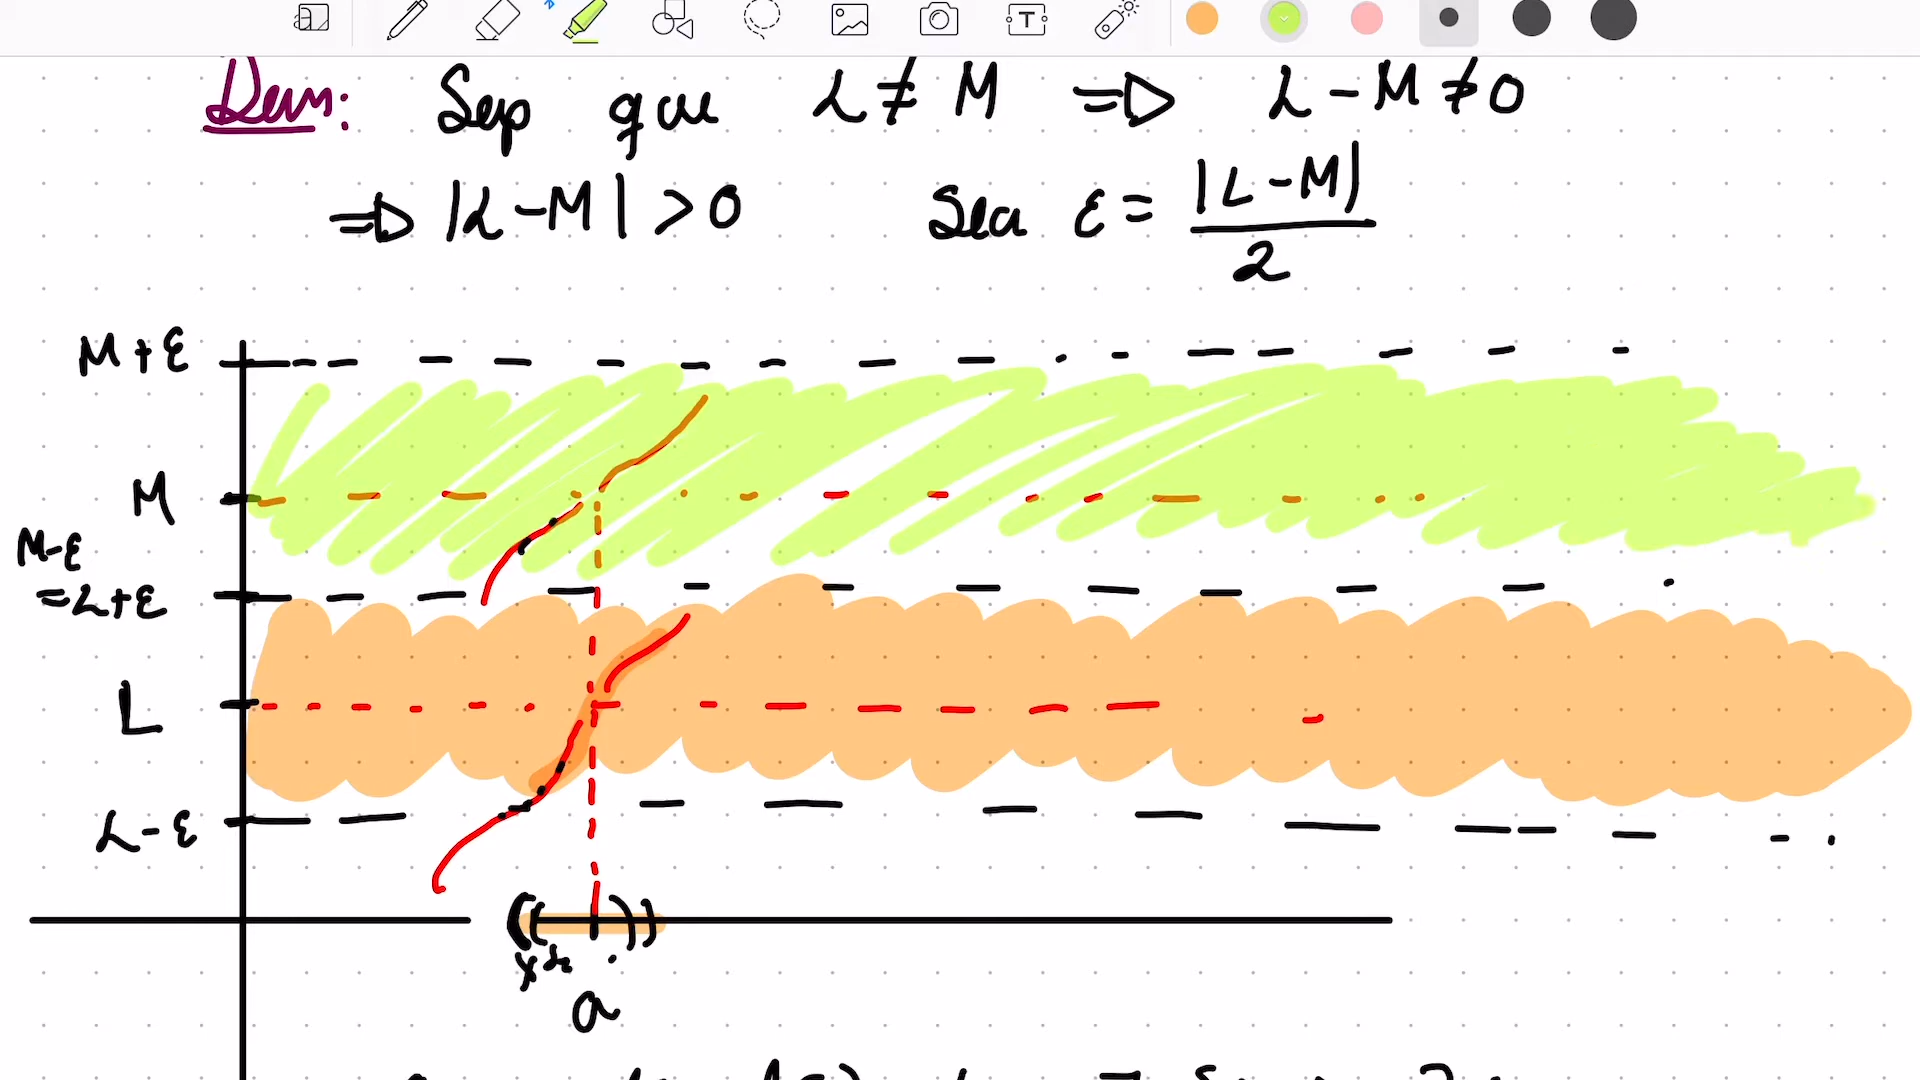 Dem: Sup que L ≠ M ⇒ L - M ≠ 0
⇒ |L - M| > 0 Sea ε = |L - M| / 2
M + ε
M
M - ε
= L + ε
L
L - ε
a